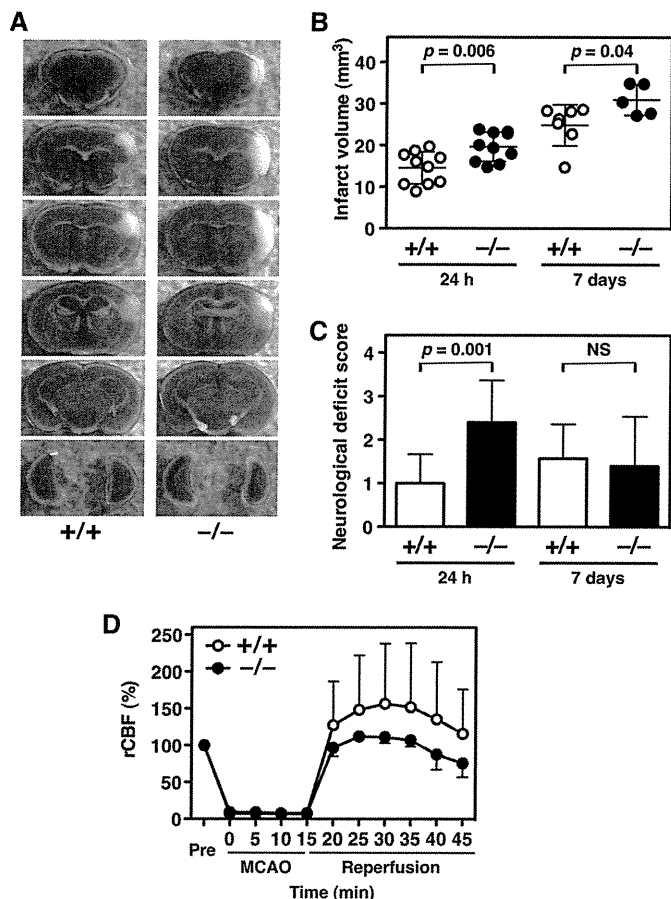 A
+/+ −/−
B
Infarct volume (mm³)
40
30
20
10
0
p = 0.006
p = 0.04
+/+ −/− +/+ −/−
24 h 7 days
C
Neurological deficit score
4
3
2
1
0
p = 0.001
NS
+/+ −/− +/+ −/−
24 h 7 days
D
+/+
−/−
rCBF (%)
250
200
150
100
50
0
Pre 0 5 10 15 20 25 30 35 40 45
MCAO Reperfusion
Time (min)